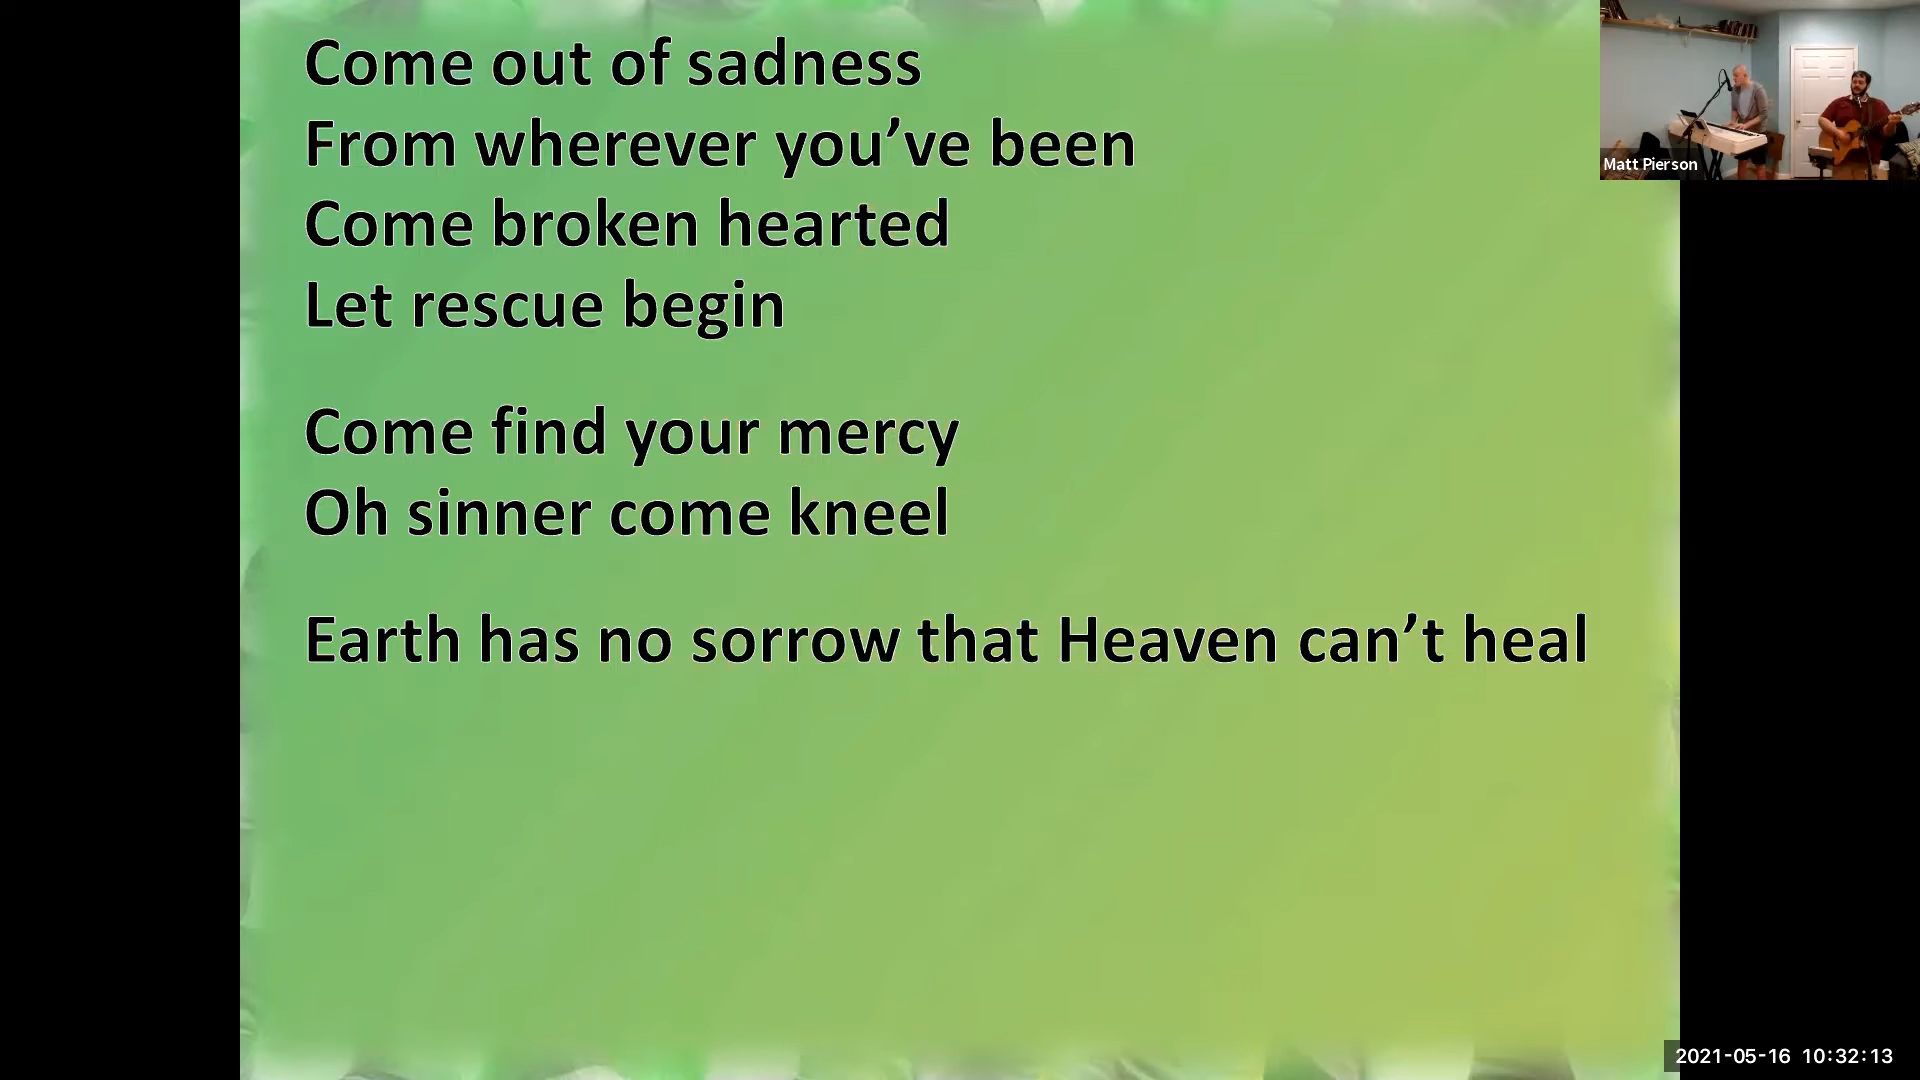 Come out of sadness
From wherever you’ve been
Come broken hearted
Let rescue begin
Come find your mercy
Oh sinner come kneel
Earth has no sorrow that Heaven can’t heal
Matt Pierson
2021-05-16 10:32:13